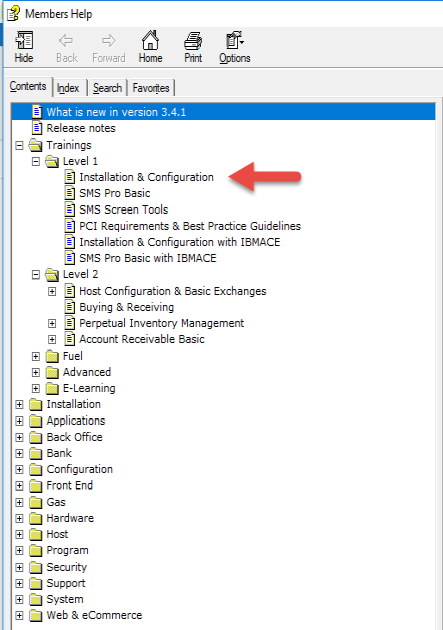 Members Help
Hide Back Forward Home Print Options
Contents Index Search Favorites
What is new in version 3.4.1
Release notes
Trainings
Level 1
Installation & Configuration
SMS Pro Basic
SMS Screen Tools
PCI Requirements & Best Practice Guidelines
Installation & Configuration with IBMACE
SMS Pro Basic with IBMACE
Level 2
Host Configuration & Basic Exchanges
Buying & Receiving
Perpetual Inventory Management
Account Receivable Basic
Fuel
Advanced
E-Learning
Installation
Applications
Back Office
Bank
Configuration
Front End
Gas
Hardware
Host
Program
Security
Support
System
Web & eCommerce